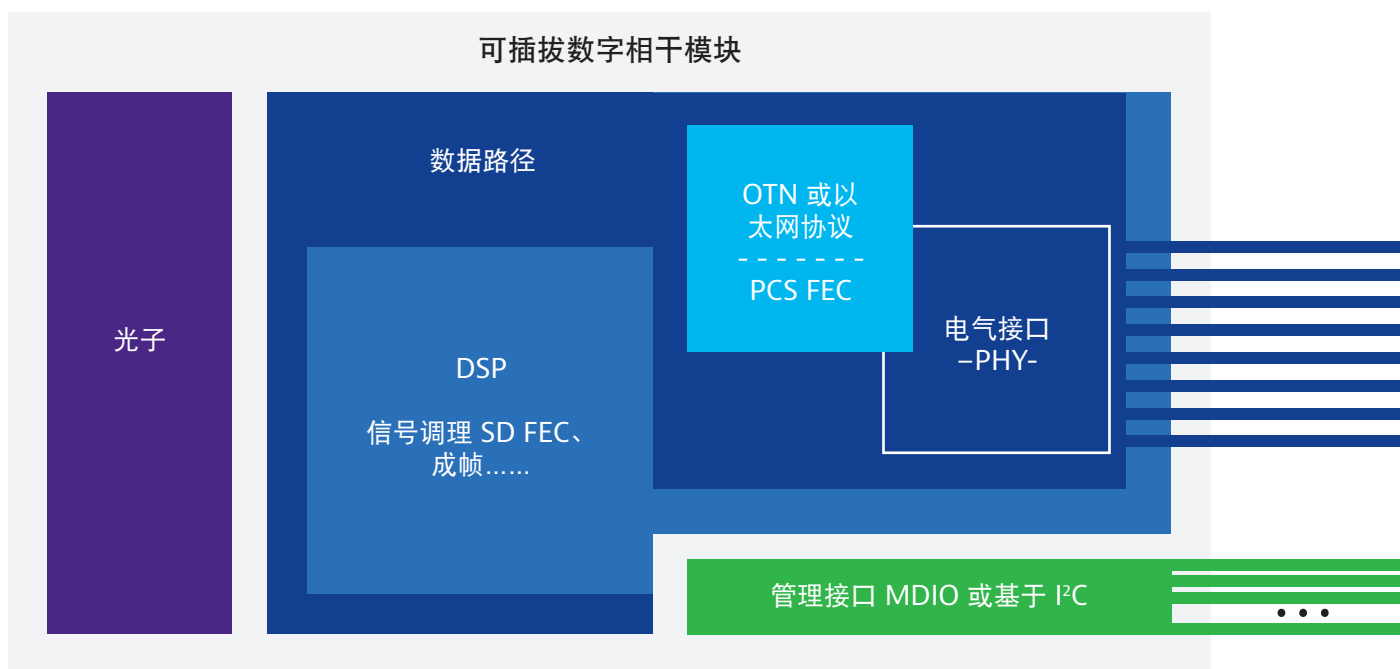 可插拔数字相干模块
光子
数据路径
DSP
信号调理 SD FEC、
成帧……
OTN 或以
太网协议
- - - - - - -
PCS FEC
电气接口
–PHY-
管理接口 MDIO 或基于 I²C
• • •